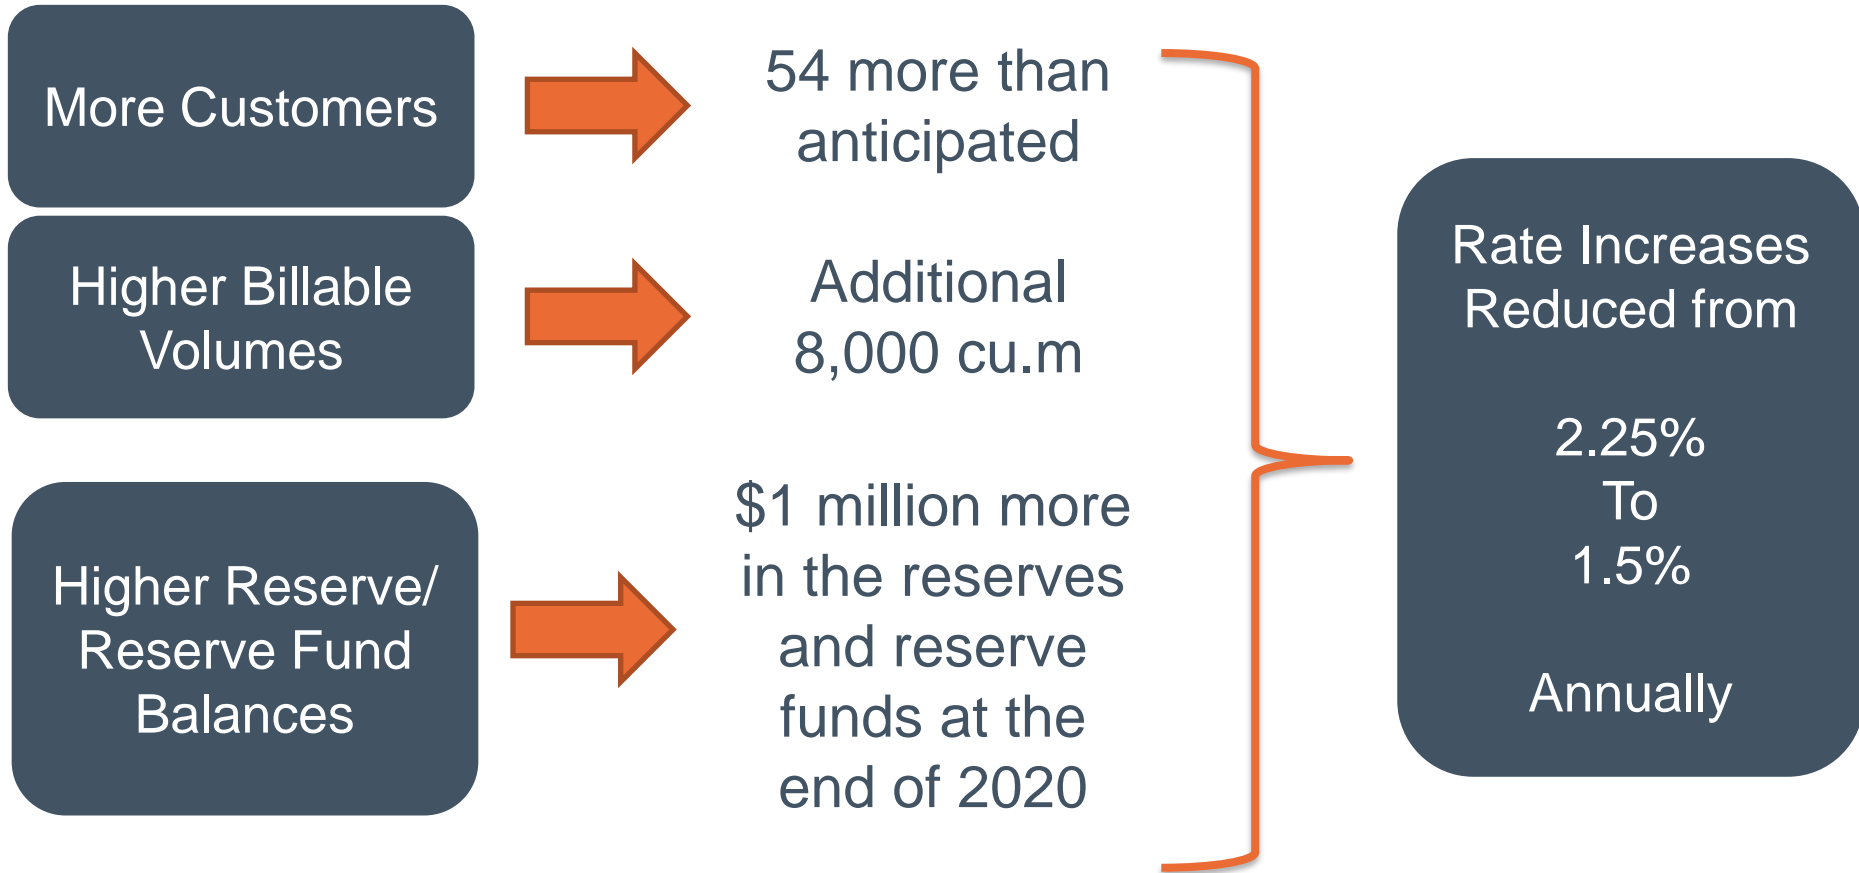 More Customers
54 more than
anticipated
Higher Billable
Volumes
Additional
8,000 cu.m
Higher Reserve/
Reserve Fund
Balances
$1 million more
in the reserves
and reserve
funds at the
end of 2020
Rate Increases
Reduced from
2.25%
To
1.5%
Annually